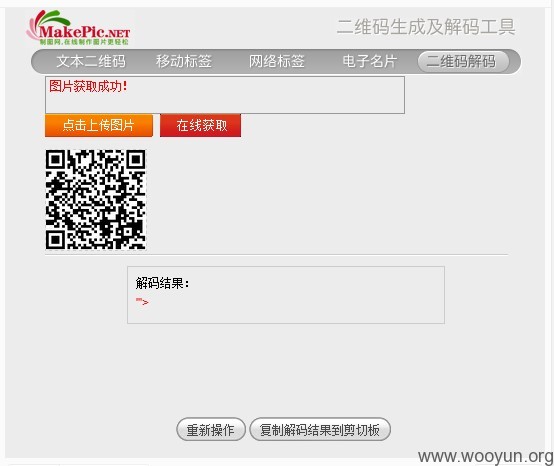 MakePic.NET
制图网,在线制作图片更轻松
二维码生成及解码工具
文本二维码 移动标签 网络标签 电子名片 二维码解码
图片获取成功!
点击上传图片 在线获取
解码结果:
">
重新操作 复制解码结果到剪切板
www.wooyun.org